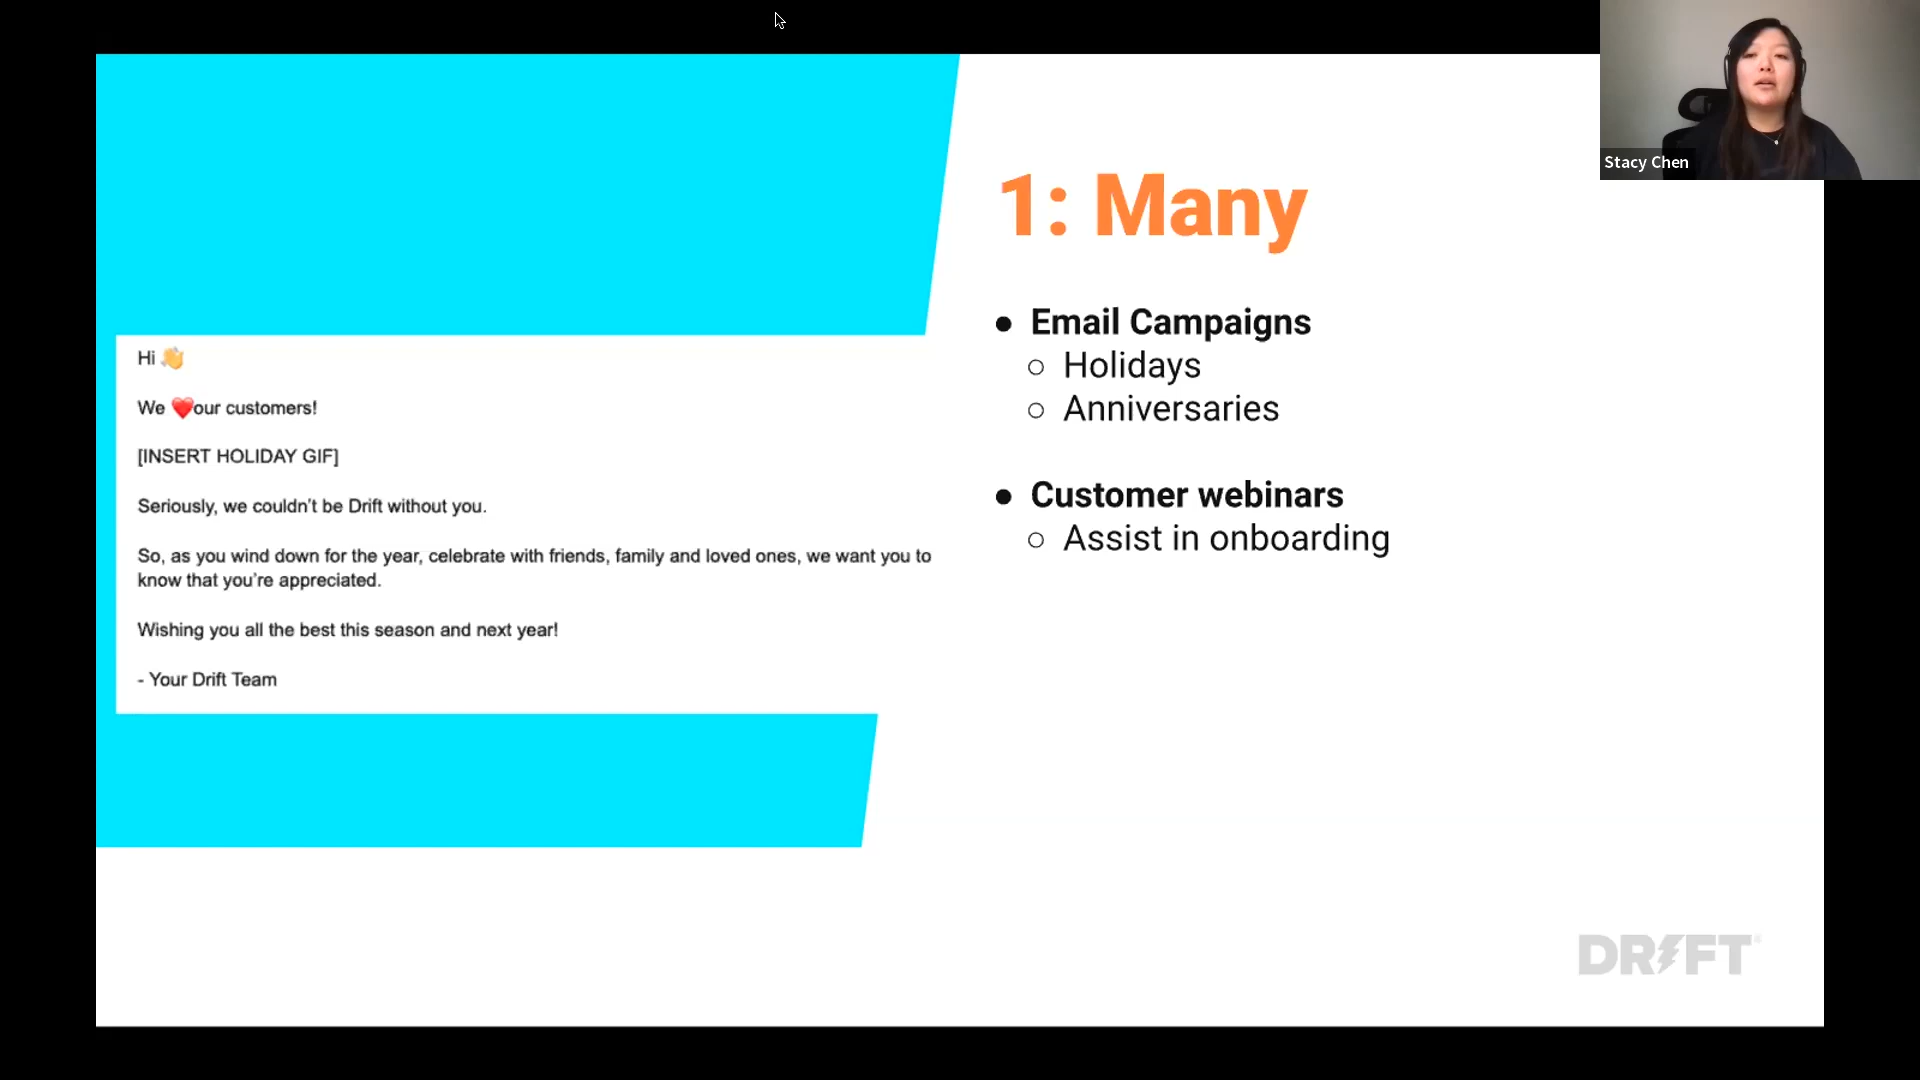 Stacy Chen
1: Many
● Email Campaigns
○ Holidays
○ Anniversaries
● Customer webinars
○ Assist in onboarding
Hi 👋
We ❤️our customers!
[INSERT HOLIDAY GIF]
Seriously, we couldn't be Drift without you.
So, as you wind down for the year, celebrate with friends, family and loved ones, we want you to
know that you're appreciated.
Wishing you all the best this season and next year!
- Your Drift Team
DRIFT®